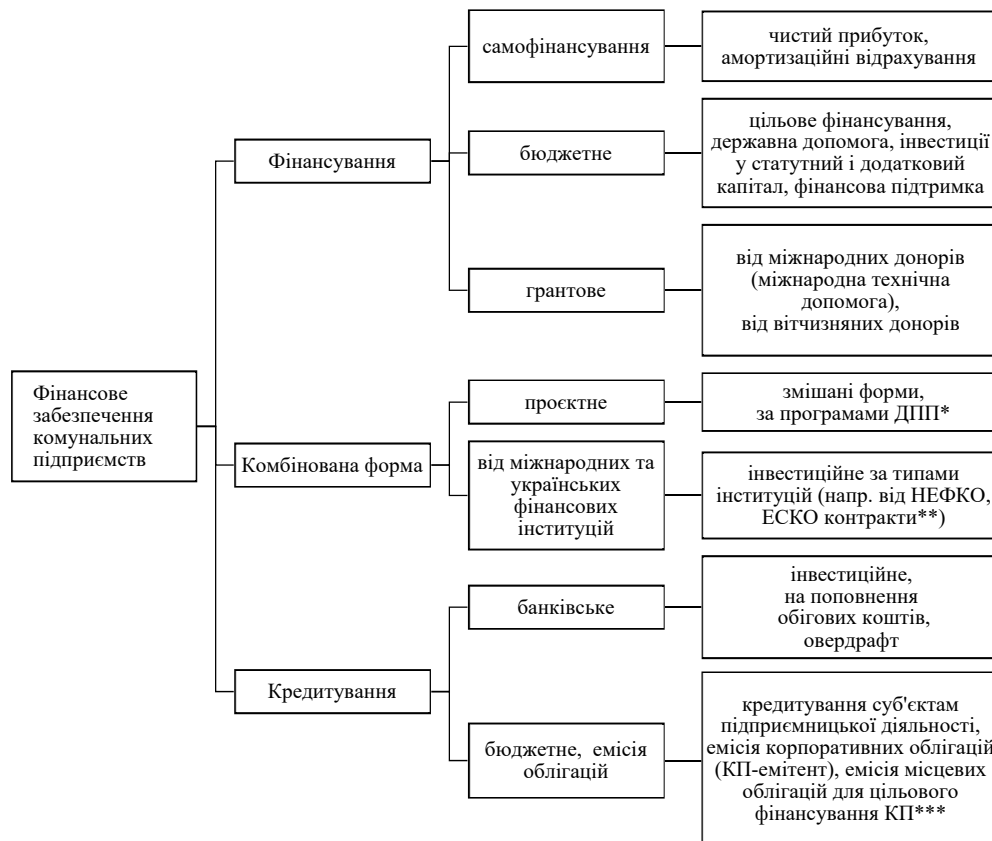 Фінансове
забезпечення
комунальних
підприємств
Фінансування
самофінансування
чистий прибуток,
амортизаційні відрахування
бюджетне
цільове фінансування,
державна допомога, інвестиції
у статутний і додатковий
капітал, фінансова підтримка
грантове
від міжнародних донорів
(міжнародна технічна
допомога),
від вітчизняних донорів
Комбінована форма
проєктне
змішані форми,
за програмами ДПП*
від міжнародних та
українських
фінансових
інституцій
інвестиційне за типами
інституцій (напр. від НЕФКО,
ЕСКО контракти**)
Кредитування
банківське
інвестиційне,
на поповнення
обігових коштів,
овердрафт
бюджетне, емісія
облігацій
кредитування суб'єктам
підприємницької діяльності,
емісія корпоративних облігацій
(КП-емітент), емісія місцевих
облігацій для цільового
фінансування КП***